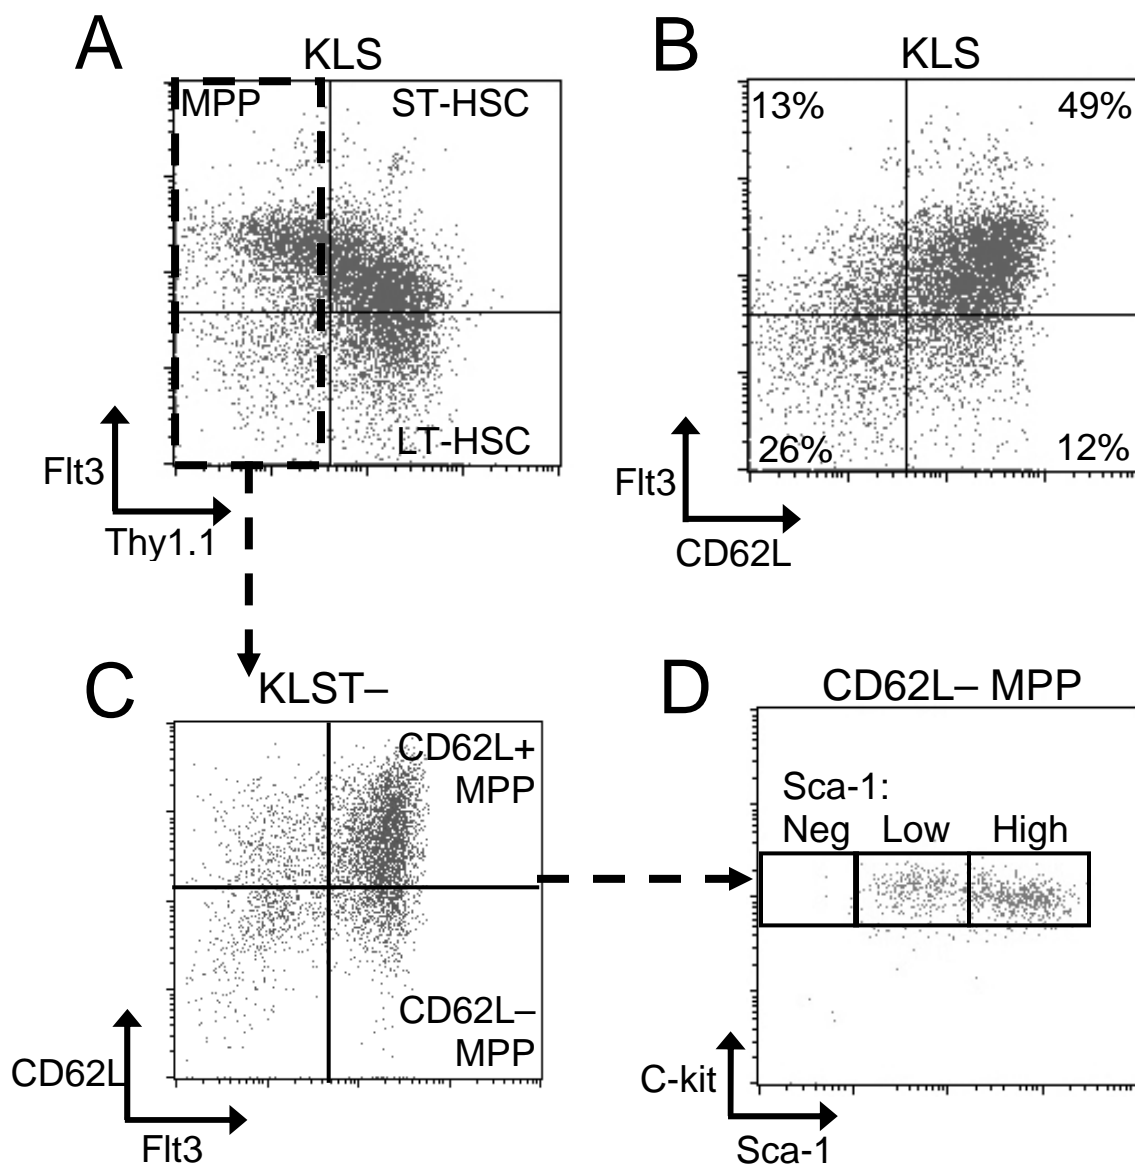 A
KLS
MPP
ST-HSC
LT-HSC
Flt3
Thy1.1
B
KLS
13%
49%
26%
12%
Flt3
CD62L
C
KLST–
CD62L+
MPP
CD62L–
MPP
CD62L
Flt3
D
CD62L– MPP
Sca-1:
Neg Low High
C-kit
Sca-1